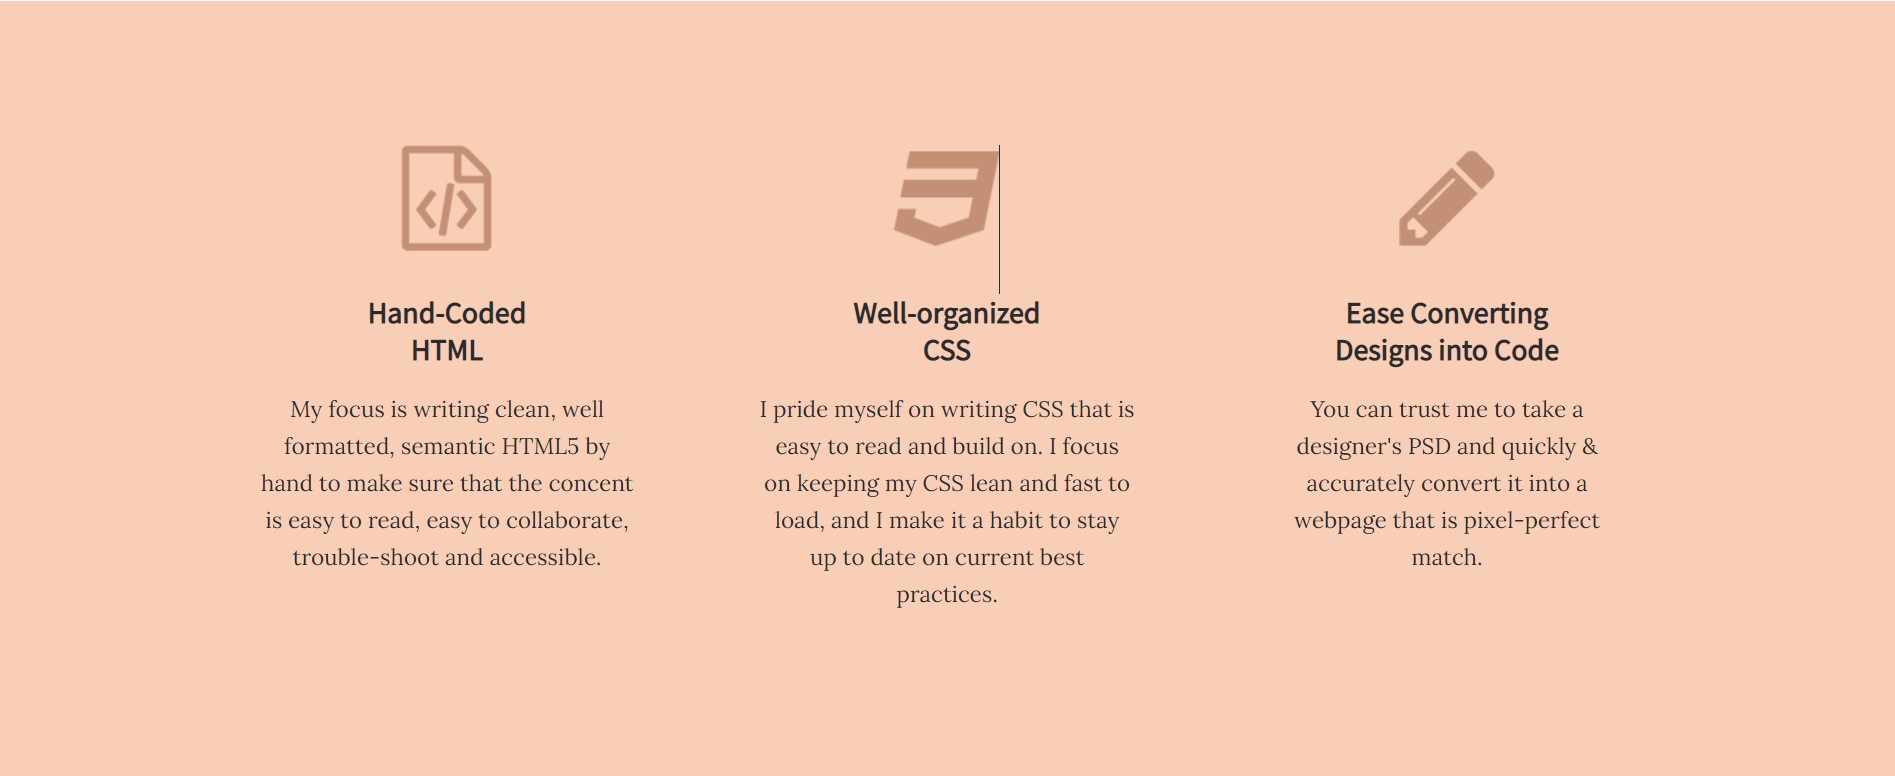 </>
Hand-Coded
HTML
My focus is writing clean, well
formatted, semantic HTML5 by
hand to make sure that the concent
is easy to read, easy to collaborate,
trouble-shoot and accessible.
Well-organized
CSS
I pride myself on writing CSS that is
easy to read and build on. I focus
on keeping my CSS lean and fast to
load, and I make it a habit to stay
up to date on current best
practices.
Ease Converting
Designs into Code
You can trust me to take a
designer's PSD and quickly &
accurately convert it into a
webpage that is pixel-perfect
match.